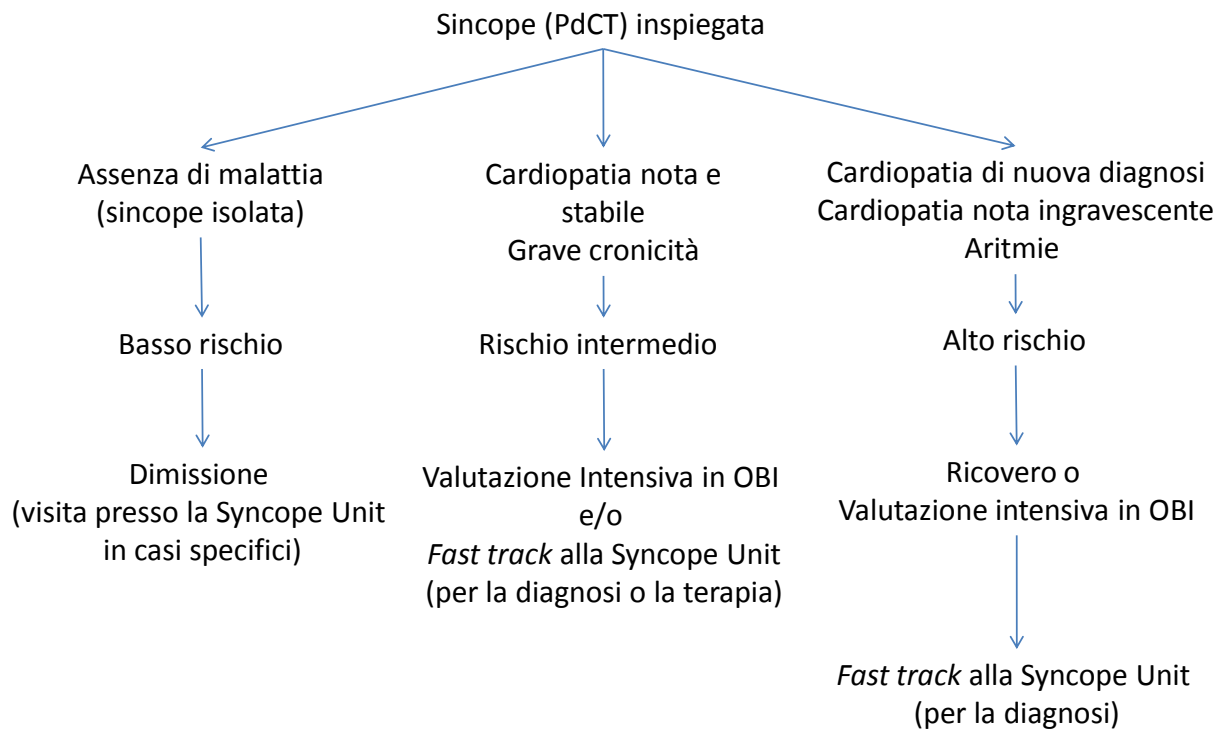 Sincope (PdCT) inspiegata
Assenza di malattia
(sincope isolata)
Cardiopatia nota e
stabile
Grave cronicità
Cardiopatia di nuova diagnosi
Cardiopatia nota ingravescente
Aritmie
Basso rischio
Rischio intermedio
Alto rischio
Dimissione
(visita presso la Syncope Unit
in casi specifici)
Valutazione Intensiva in OBI
e/o
Fast track alla Syncope Unit
(per la diagnosi o la terapia)
Ricovero o
Valutazione intensiva in OBI
Fast track alla Syncope Unit
(per la diagnosi)